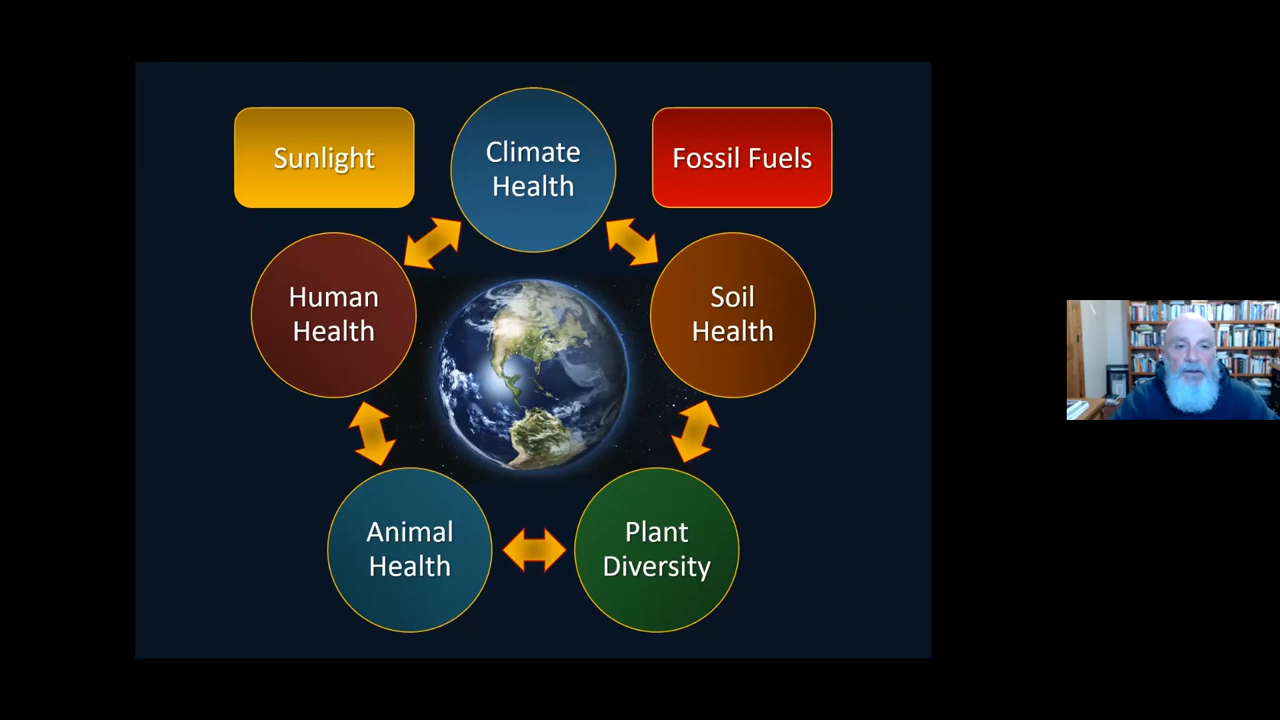 Sunlight
Climate
Health
Fossil Fuels
Human
Health
Soil
Health
Animal
Health
Plant
Diversity